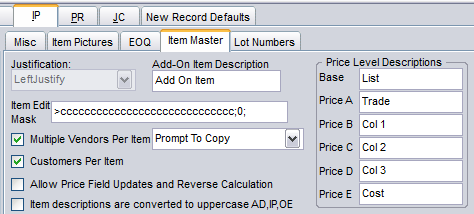 IP PR JC New Record Defaults
Misc Item Pictures EOQ Item Master Lot Numbers
Justification: Add-On Item Description Price Level Descriptions
LeftJustify Add On Item Base List
Price A Trade
Item Edit Mask >cccccccccccccccccccccccccccccc;0; Price B Col 1
Multiple Vendors Per Item Prompt To Copy Price C Col 2
Customers Per Item Price D Col 3
Allow Price Field Updates and Reverse Calculation Price E Cost
Item descriptions are converted to uppercase AD,IP,OE